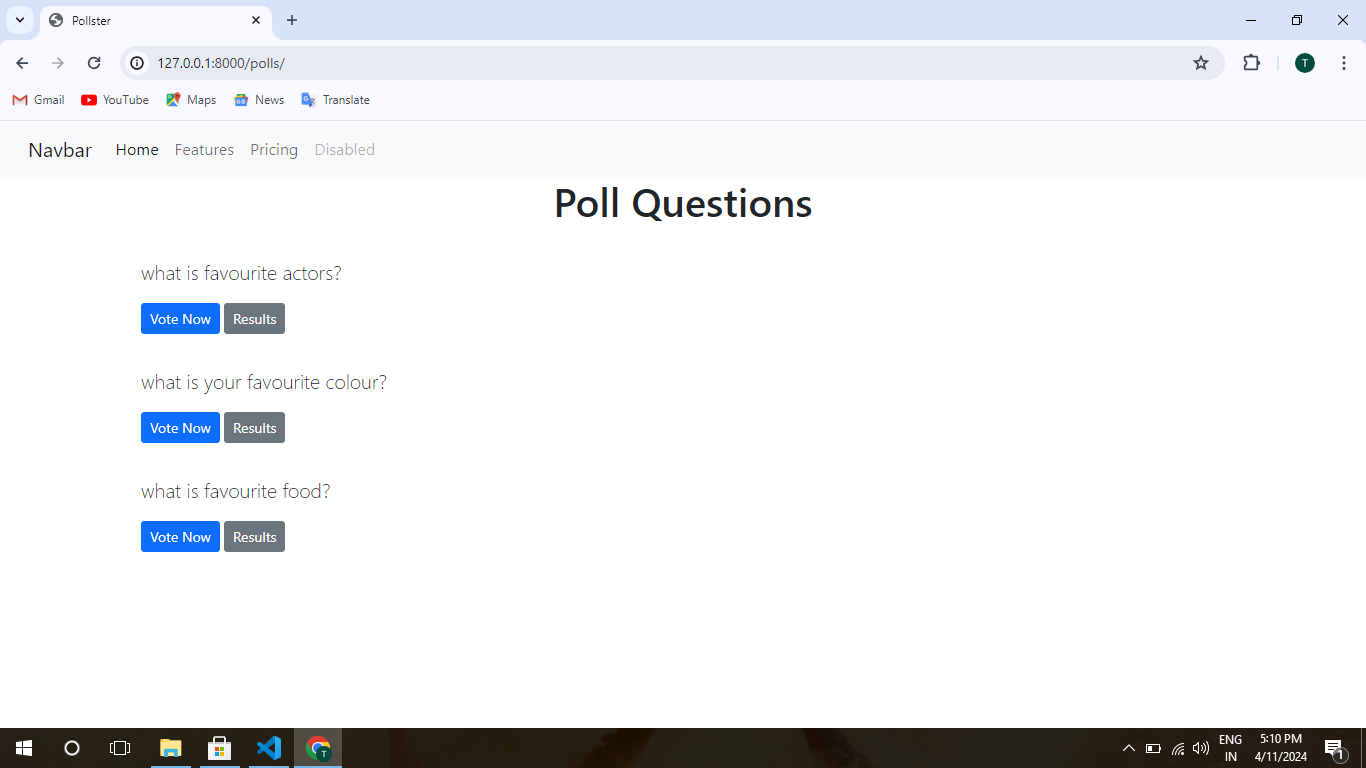 Pollster
127.0.0.1:8000/polls/
T
Gmail YouTube Maps News Translate
Navbar Home Features Pricing Disabled
Poll Questions
what is favourite actors?
Vote Now Results
what is your favourite colour?
Vote Now Results
what is favourite food?
Vote Now Results
T
ENG
IN
5:10 PM
4/11/2024
1